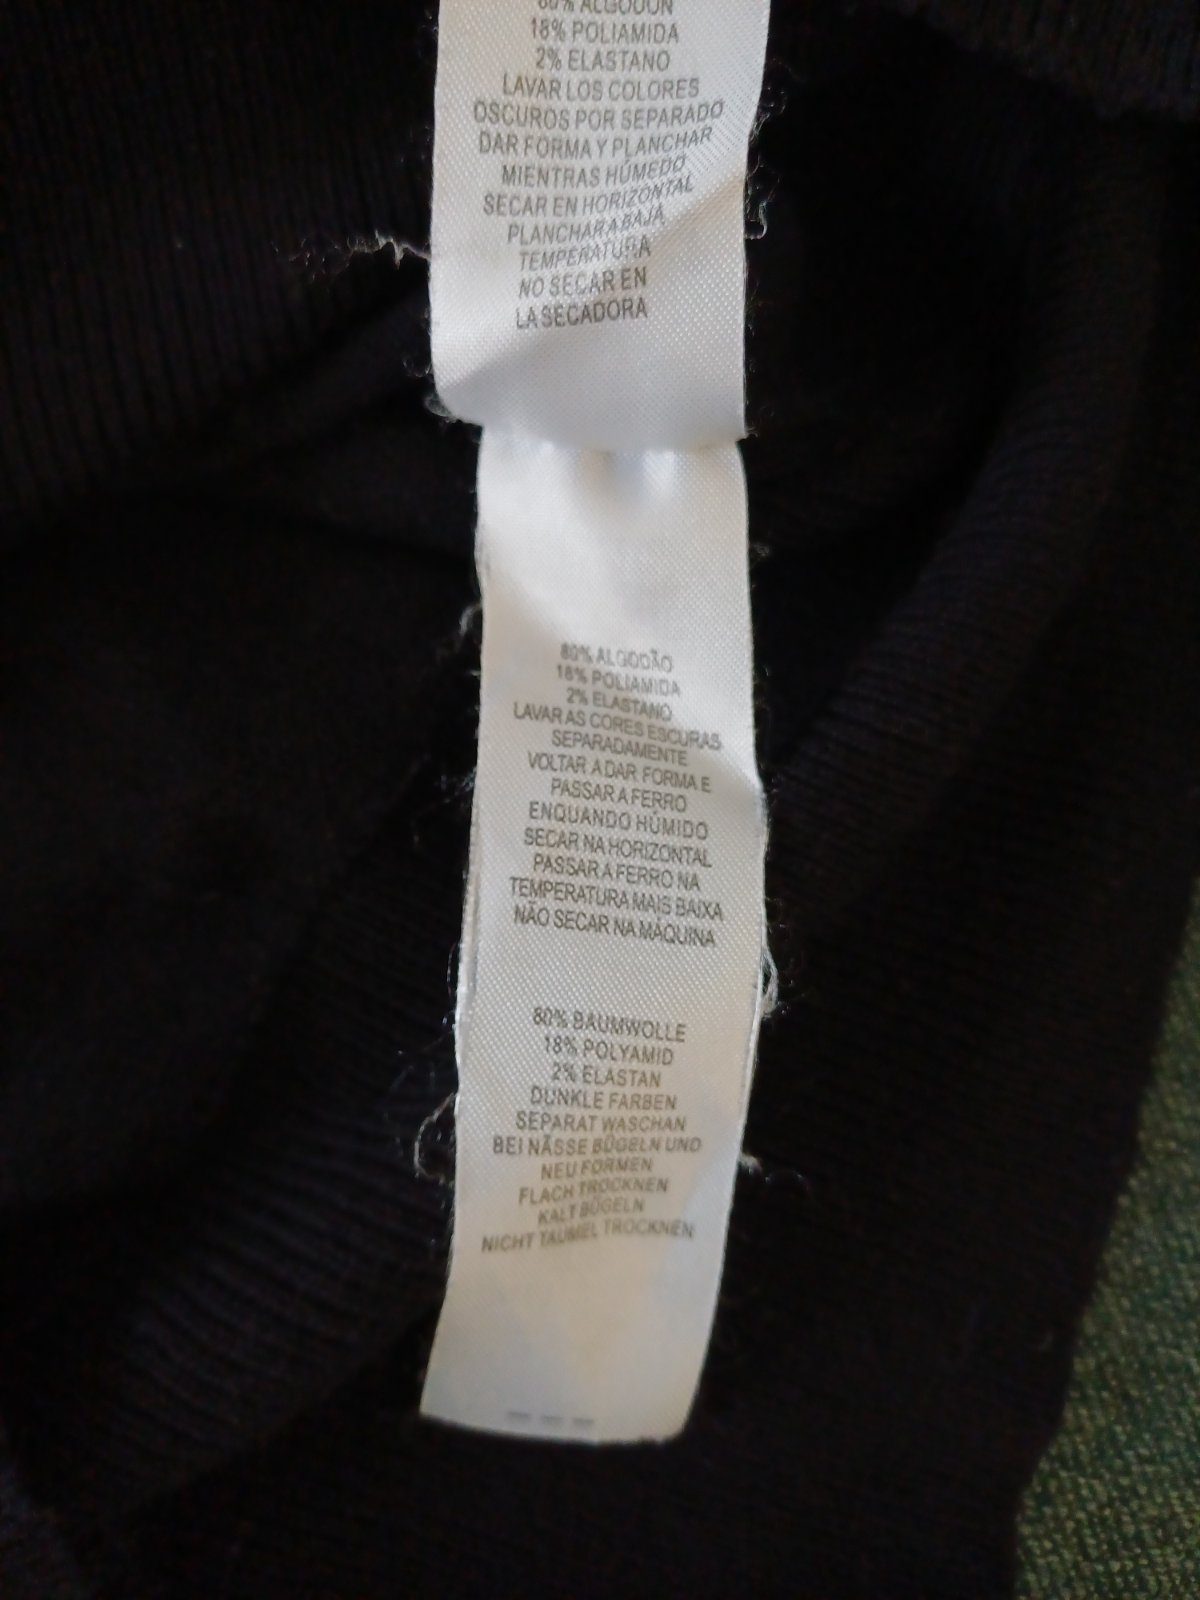 80% ALGODÓN
18% POLIAMIDA
2% ELASTANO
LAVAR LOS COLORES
OSCUROS POR SEPARADO
DAR FORMA Y PLANCHAR
MIENTRAS HÚMEDO
SECAR EN HORIZONTAL
PLANCHAR A BAJA
TEMPERATURA
NO SECAR EN
LA SECADORA
80% ALGODÃO
18% POLIAMIDA
2% ELASTANO
LAVAR AS CORES ESCURAS
SEPARADAMENTE
VOLTAR A DAR FORMA E
PASSAR A FERRO
ENQUANDO HÚMIDO
SECAR NA HORIZONTAL
PASSAR A FERRO NA
TEMPERATURA MAIS BAIXA
NÃO SECAR NA MÁQUINA
80% BAUMWOLLE
18% POLYAMID
2% ELASTAN
DUNKLE FARBEN
SEPARAT WASCHAN
BEI NÄSSE BÜGELN UND
NEU FORMEN
FLACH TROCKNEN
KALT BÜGELN
NICHT TAUMEL TROCKNEN